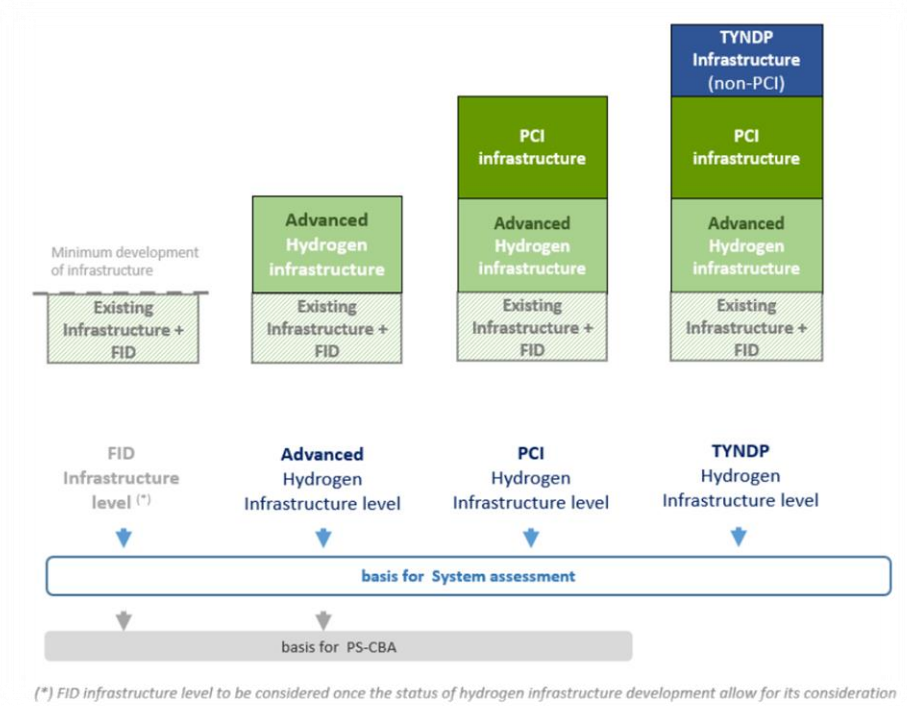 TYNDP
Infrastructure
(non-PCI)
PCI
infrastructure
PCI
infrastructure
Advanced
Hydrogen
infrastructure
Advanced
Hydrogen
infrastructure
Advanced
Hydrogen
infrastructure
Minimum development
of infrastructure
Existing
Infrastructure +
FID
Existing
Infrastructure +
FID
Existing
Infrastructure +
FID
Existing
Infrastructure +
FID
FID
Infrastructure
level (*)
Advanced
Hydrogen
Infrastructure level
PCI
Hydrogen
Infrastructure level
TYNDP
Hydrogen
Infrastructure level
basis for System assessment
basis for PS-CBA
(*) FID infrastructure level to be considered once the status of hydrogen infrastructure development allow for its consideration